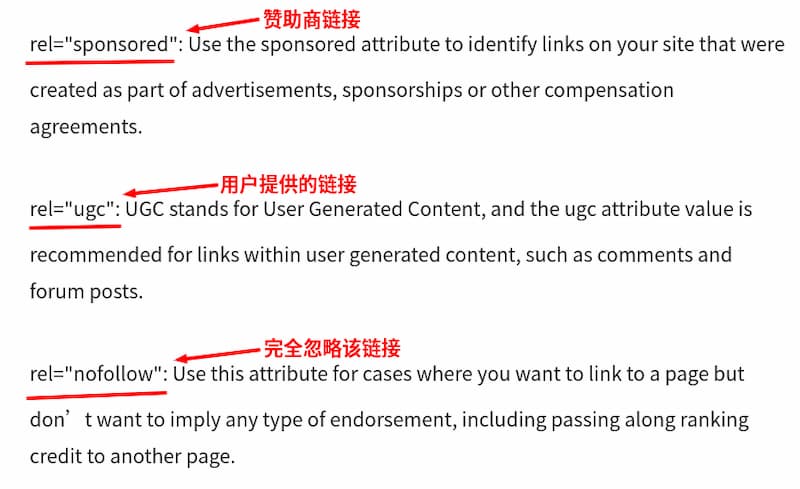 赞助商链接
rel="sponsored": Use the sponsored attribute to identify links on your site that were
created as part of advertisements, sponsorships or other compensation
agreements.
用户提供的链接
rel="ugc": UGC stands for User Generated Content, and the ugc attribute value is
recommended for links within user generated content, such as comments and
forum posts.
完全忽略该链接
rel="nofollow": Use this attribute for cases where you want to link to a page but
don’t want to imply any type of endorsement, including passing along ranking
credit to another page.